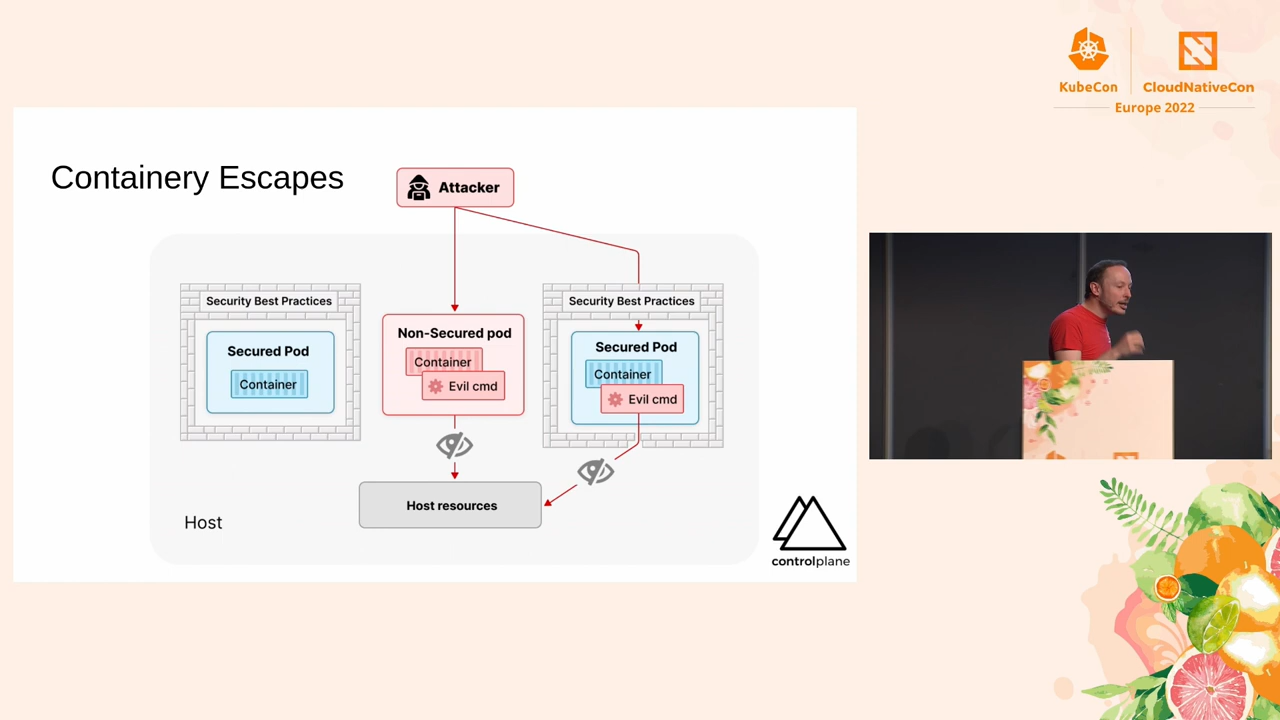 KubeCon
CloudNativeCon
Europe 2022
Containery Escapes
Attacker
Security Best Practices
Secured Pod
Container
Non-Secured pod
Container
Evil cmd
Security Best Practices
Secured Pod
Container
Evil cmd
Host resources
Host
controlplane